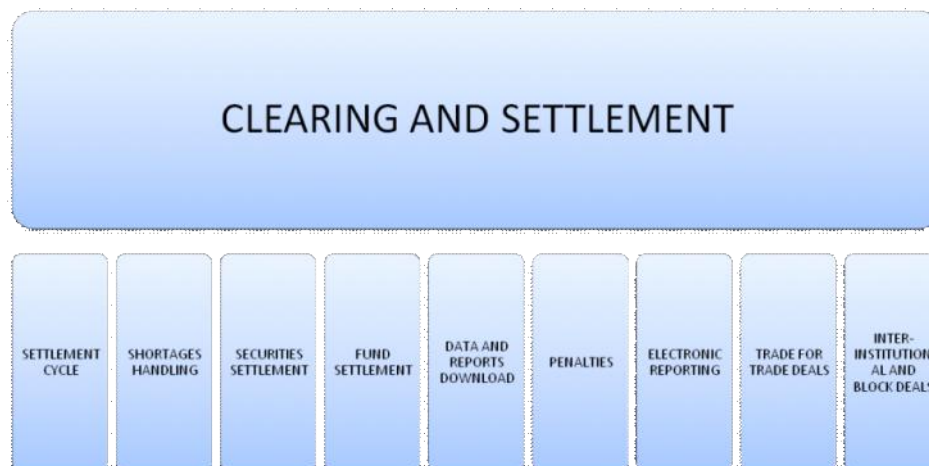 CLEARING AND SETTLEMENT
SETTLEMENT
CYCLE
SHORTAGES
HANDLING
SECURITIES
SETTLEMENT
FUND
SETTLEMENT
DATA AND
REPORTS
DOWNLOAD
PENALTIES
ELECTRONIC
REPORTING
TRADE FOR
TRADE DEALS
INTER-
INSTITUTION
AL AND
BLOCK DEALS